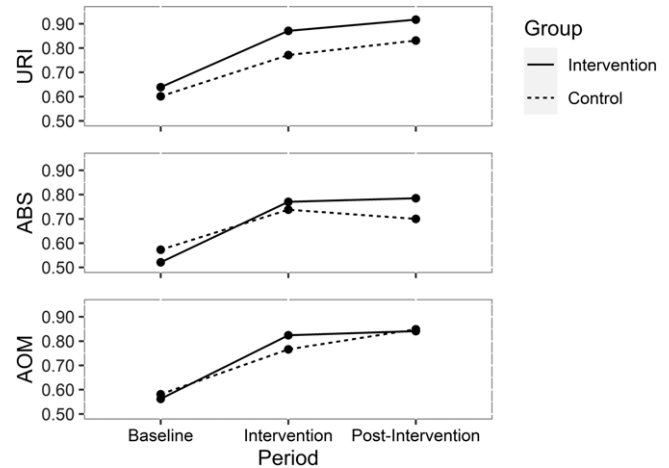 URI
0.90
0.80
0.70
0.60
0.50
Group
Intervention
Control
ABS
0.90
0.80
0.70
0.60
0.50
AOM
0.90
0.80
0.70
0.60
0.50
Baseline Intervention Post-Intervention
Period